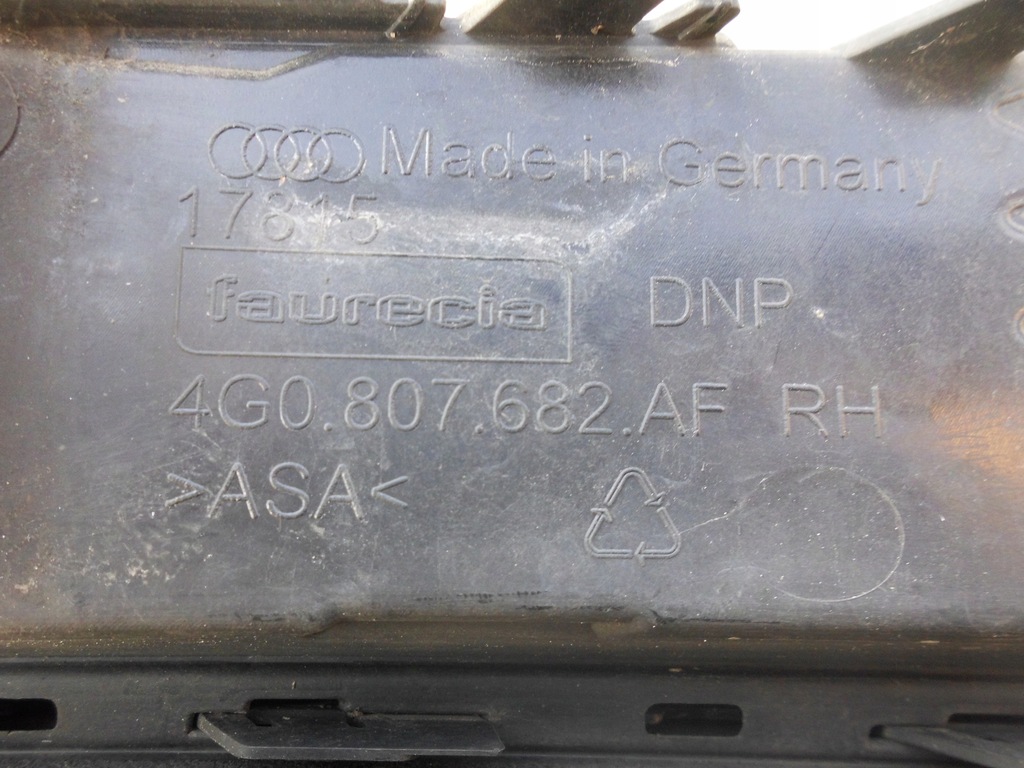 Made in Germany
17815
faurecia DNP
4G0.807.682.AF RH
>ASA<